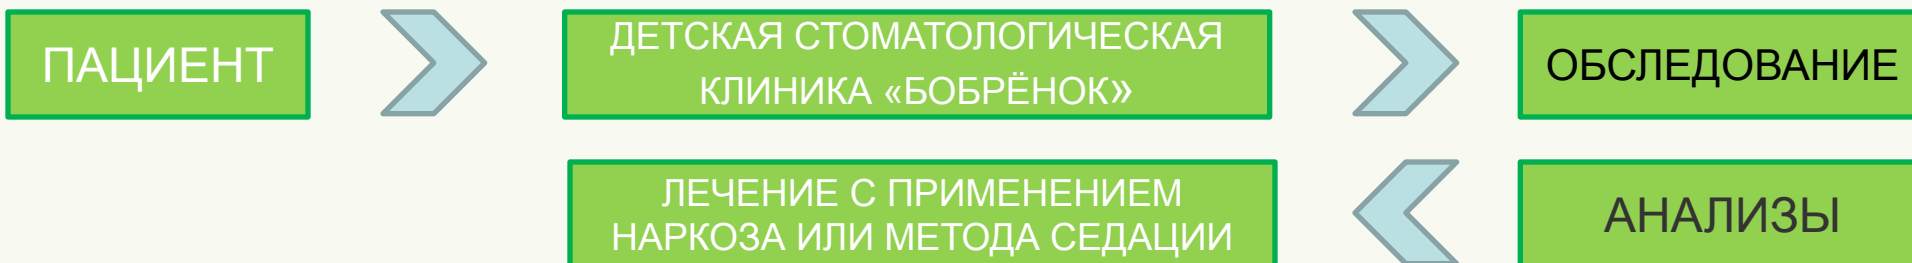 ПАЦИЕНТ
ДЕТСКАЯ СТОМАТОЛОГИЧЕСКАЯ
КЛИНИКА «БОБРЁНОК»
ОБСЛЕДОВАНИЕ
АНАЛИЗЫ
ЛЕЧЕНИЕ С ПРИМЕНЕНИЕМ
НАРКОЗА ИЛИ МЕТОДА СЕДАЦИИ